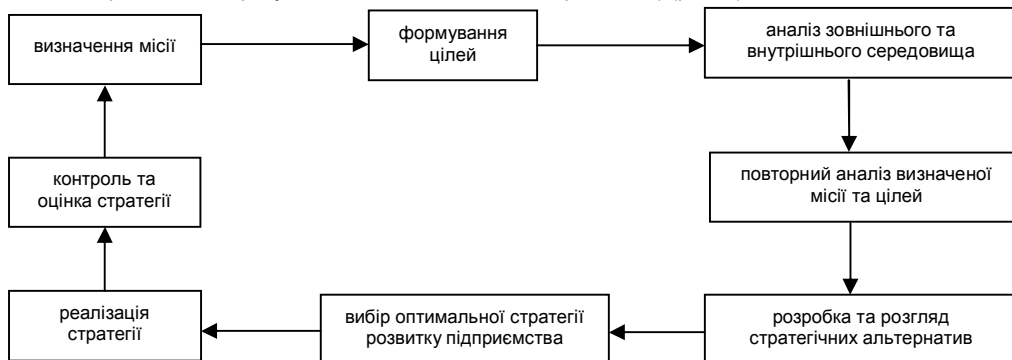 визначення місії
формування
цілей
аналіз зовнішнього та
внутрішнього середовища
повторний аналіз визначеної
місії та цілей
розробка та розгляд
стратегічних альтернатив
вибір оптимальної стратегії
розвитку підприємства
реалізація
стратегії
контроль та
оцінка стратегії